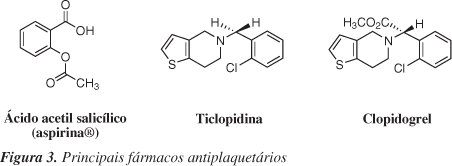 O
OH
O
O
CH₃
H H
N
S
Cl
H₃CO₂C H
N
S
Cl
Ácido acetil salicílico
(aspirina®)
Ticlopidina
Clopidogrel
Figura 3. Principais fármacos antiplaquetários